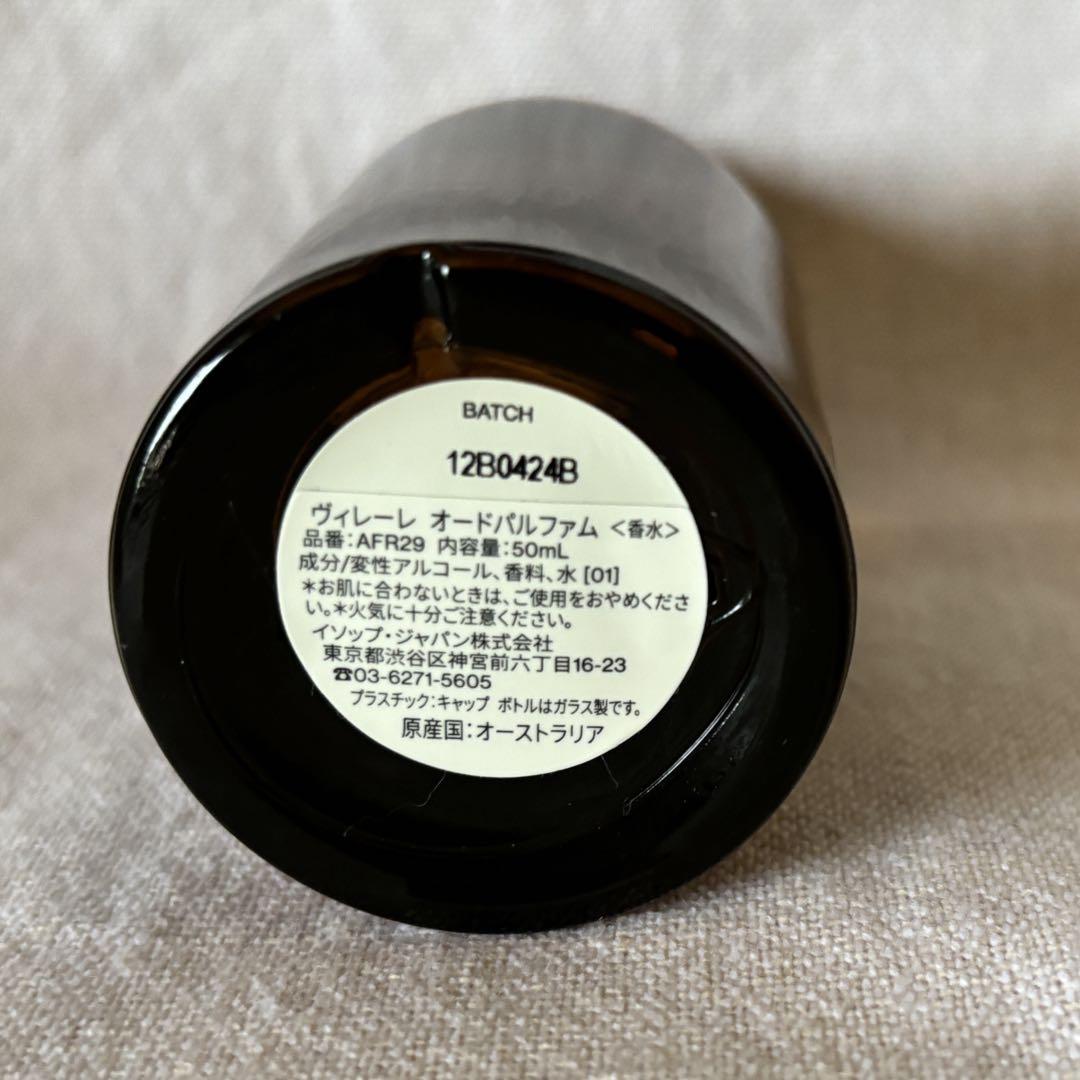 BATCH
12B0424B
ヴィレーレ オードパルファム <香水>
品番:AFR29 内容量:50mL
成分/変性アルコール、香料、水 [01]
*お肌に合わないときは、ご使用をおやめくださ
い。*火気に十分ご注意ください。
イソップ・ジャパン株式会社
東京都渋谷区神宮前六丁目16-23
☎03-6271-5605
プラスチック:キャップ ボトルはガラス製です。
原産国:オーストラリア